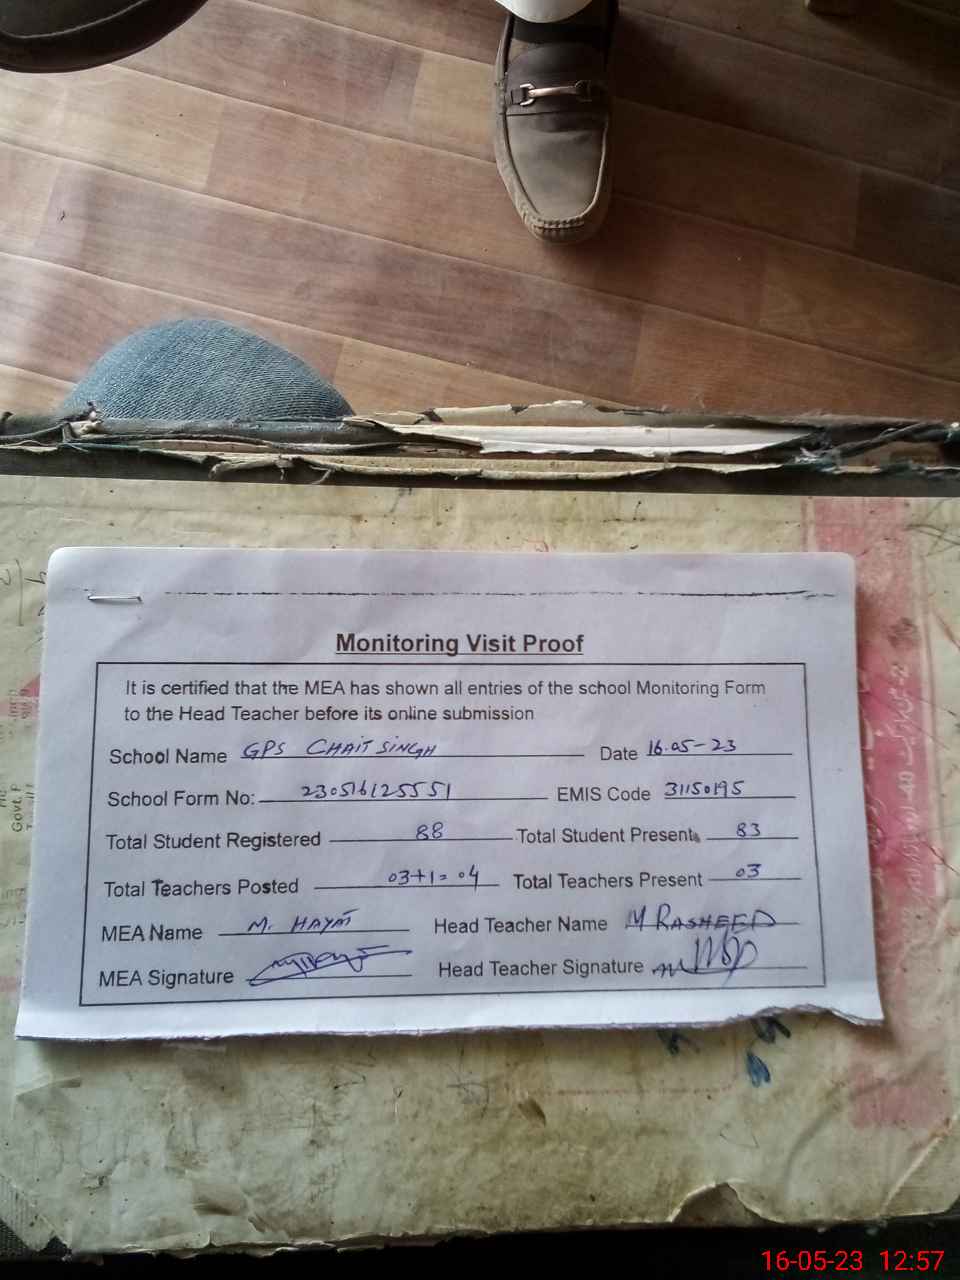 Monitoring Visit Proof
It is certified that the MEA has shown all entries of the school Monitoring Form
to the Head Teacher before its online submission
School Name GPS CHAIT SINGH Date 16.05-23
School Form No: 230516125551 EMIS Code 31150195
Total Student Registered 88 Total Student Present 83
Total Teachers Posted 03+1=04 Total Teachers Present 03
MEA Name M. HAYAT Head Teacher Name M RASHEED
MEA Signature Head Teacher Signature
Govt. P
16-05-23 12:57